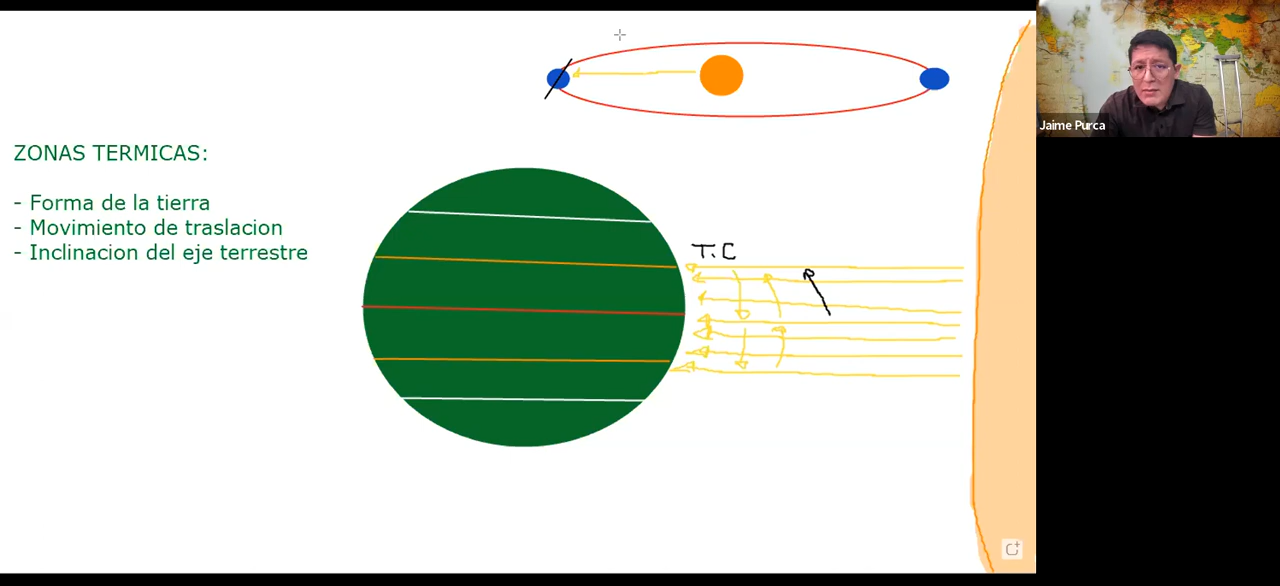 ZONAS TERMICAS:
- Forma de la tierra
- Movimiento de traslacion
- Inclinacion del eje terrestre
T.C
Jaime Purca